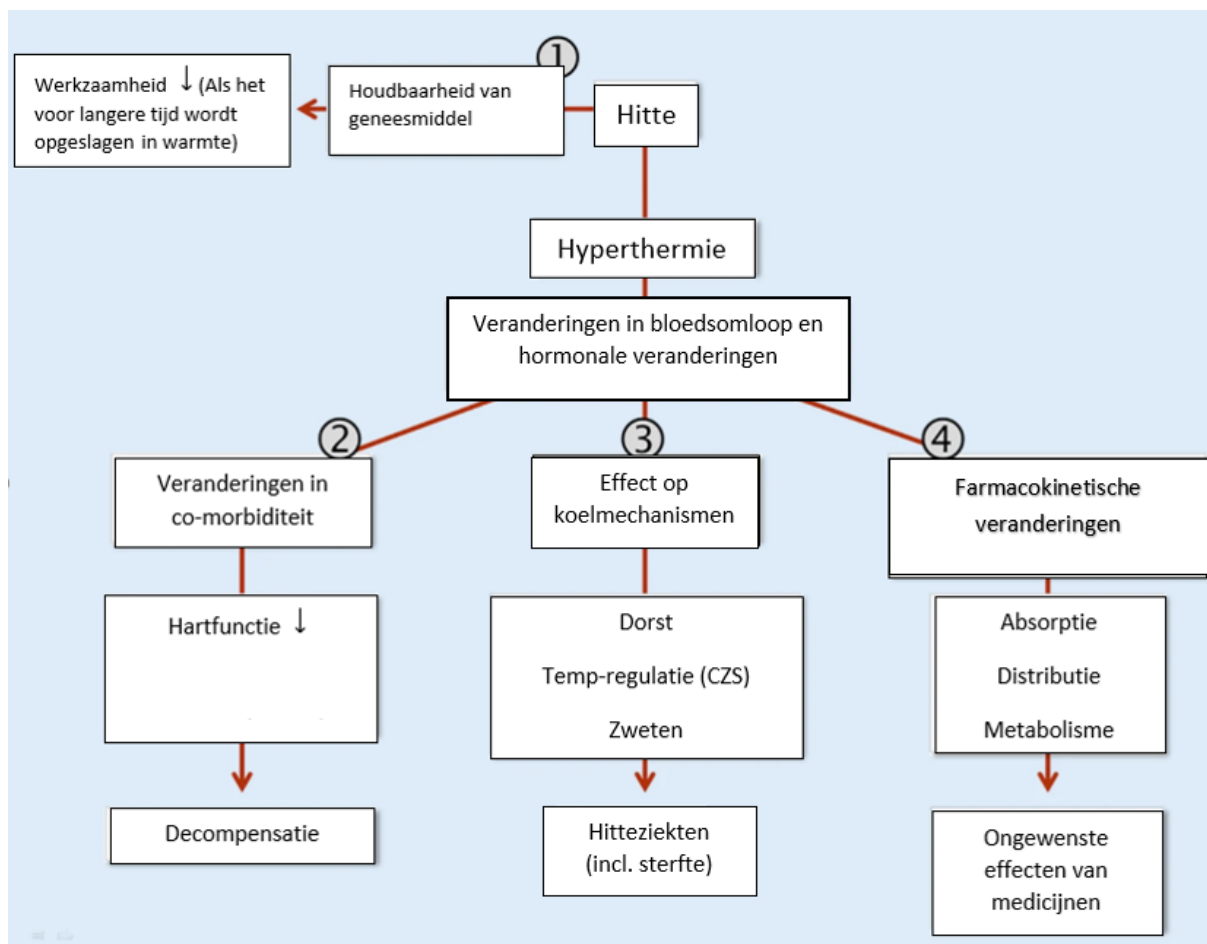 1
Werkzaamheid ↓ (Als het
voor langere tijd wordt
opgeslagen in warmte)
Houdbaarheid van
geneesmiddel
Hitte
Hyperthermie
Veranderingen in bloedsomloop en
hormonale veranderingen
2
3
4
Veranderingen in
co-morbiditeit
Effect op
koelmechanismen
Farmacokinetische
veranderingen
Hartfunctie ↓
Dorst
Temp-regulatie (CZS)
Zweten
Absorptie
Distributie
Metabolisme
Decompensatie
Hitteziekten
(incl. sterfte)
Ongewenste
effecten van
medicijnen